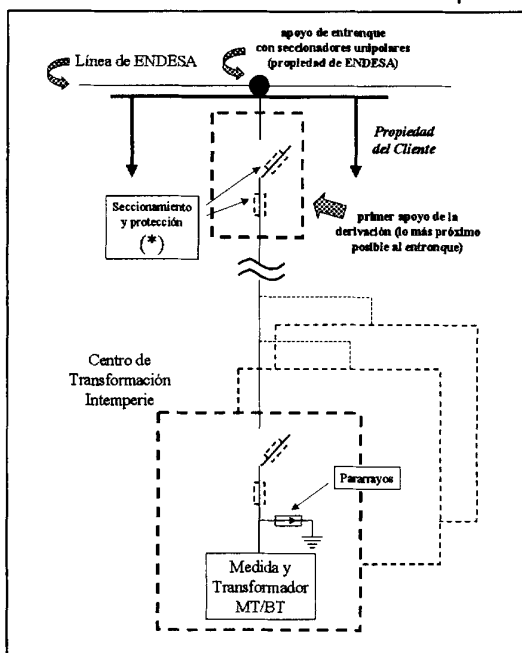 apoyo de entronque
con seccionadores unipolares
(propiedad de ENDESA)
Línea de ENDESA
Propiedad
del Cliente
Seccionamiento
y protección
(*)
primer apoyo de la
derivación (lo más próximo
posible al entronque)
Centro de
Transformación
Intemperie
Pararrayos
Medida y
Transformador
MT/BT